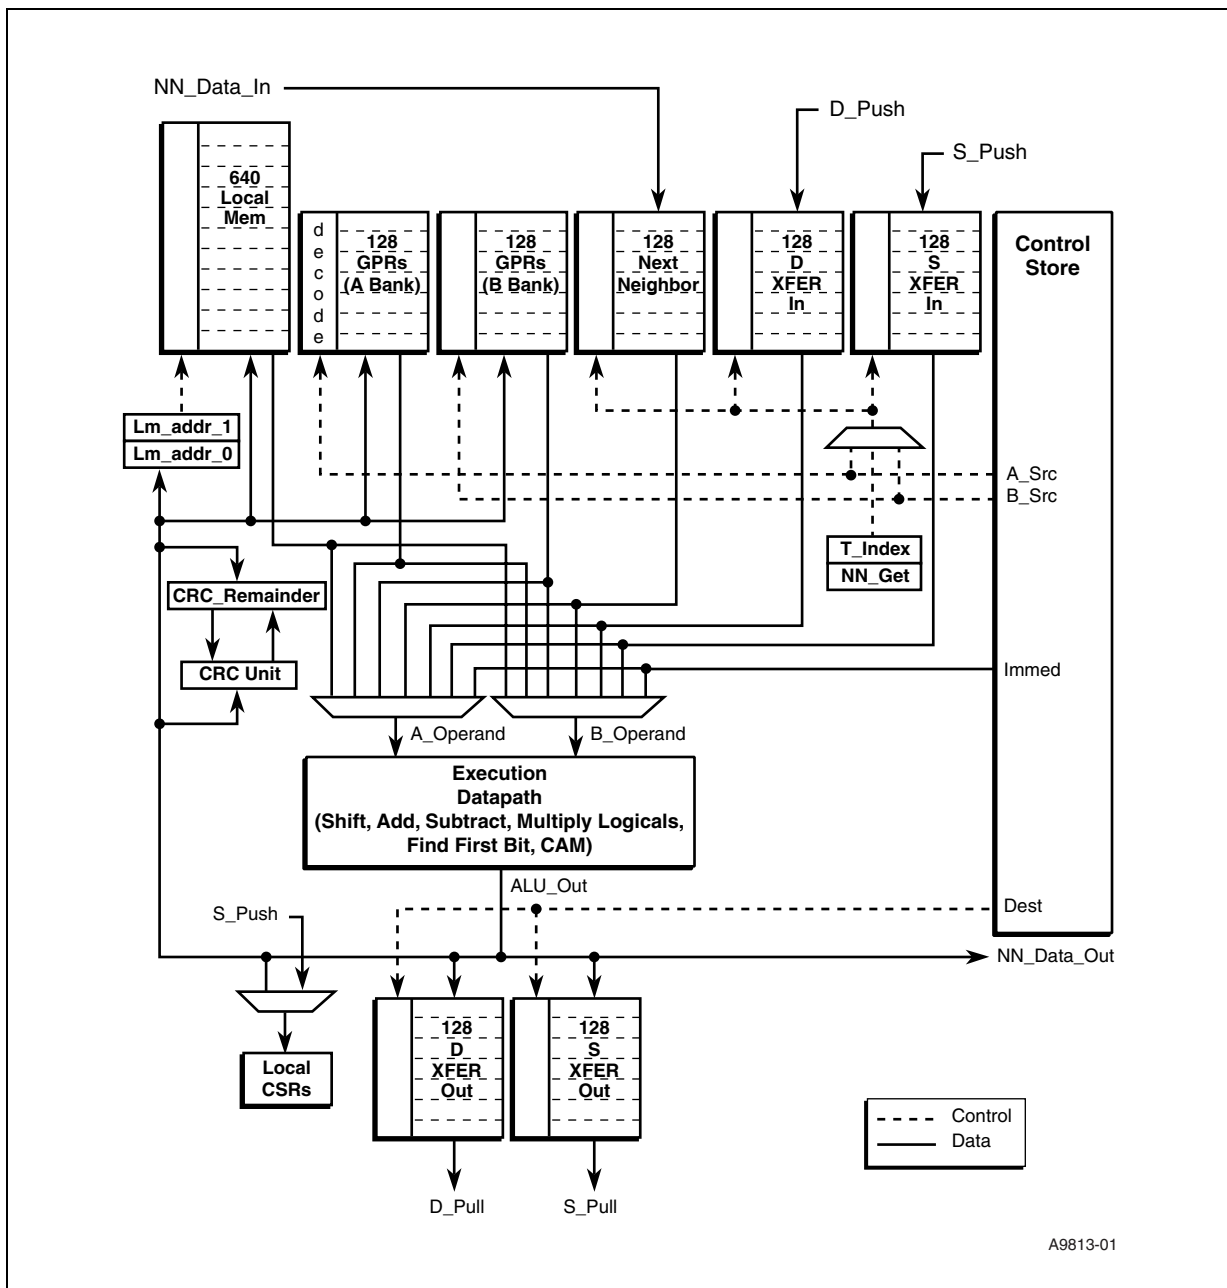 NN_Data_In
D_Push
S_Push
640
Local
Mem
decode
128
GPRs
(A Bank)
128
GPRs
(B Bank)
128
Next
Neighbor
128
D
XFER
In
128
S
XFER
In
Control
Store
Lm_addr_1
Lm_addr_0
A_Src
B_Src
T_Index
NN_Get
CRC_Remainder
CRC Unit
Immed
A_Operand
B_Operand
Execution
Datapath
(Shift, Add, Subtract, Multiply Logicals,
Find First Bit, CAM)
ALU_Out
S_Push
Dest
NN_Data_Out
128
D
XFER
Out
128
S
XFER
Out
Local
CSRs
Control
Data
D_Pull
S_Pull
A9813-01